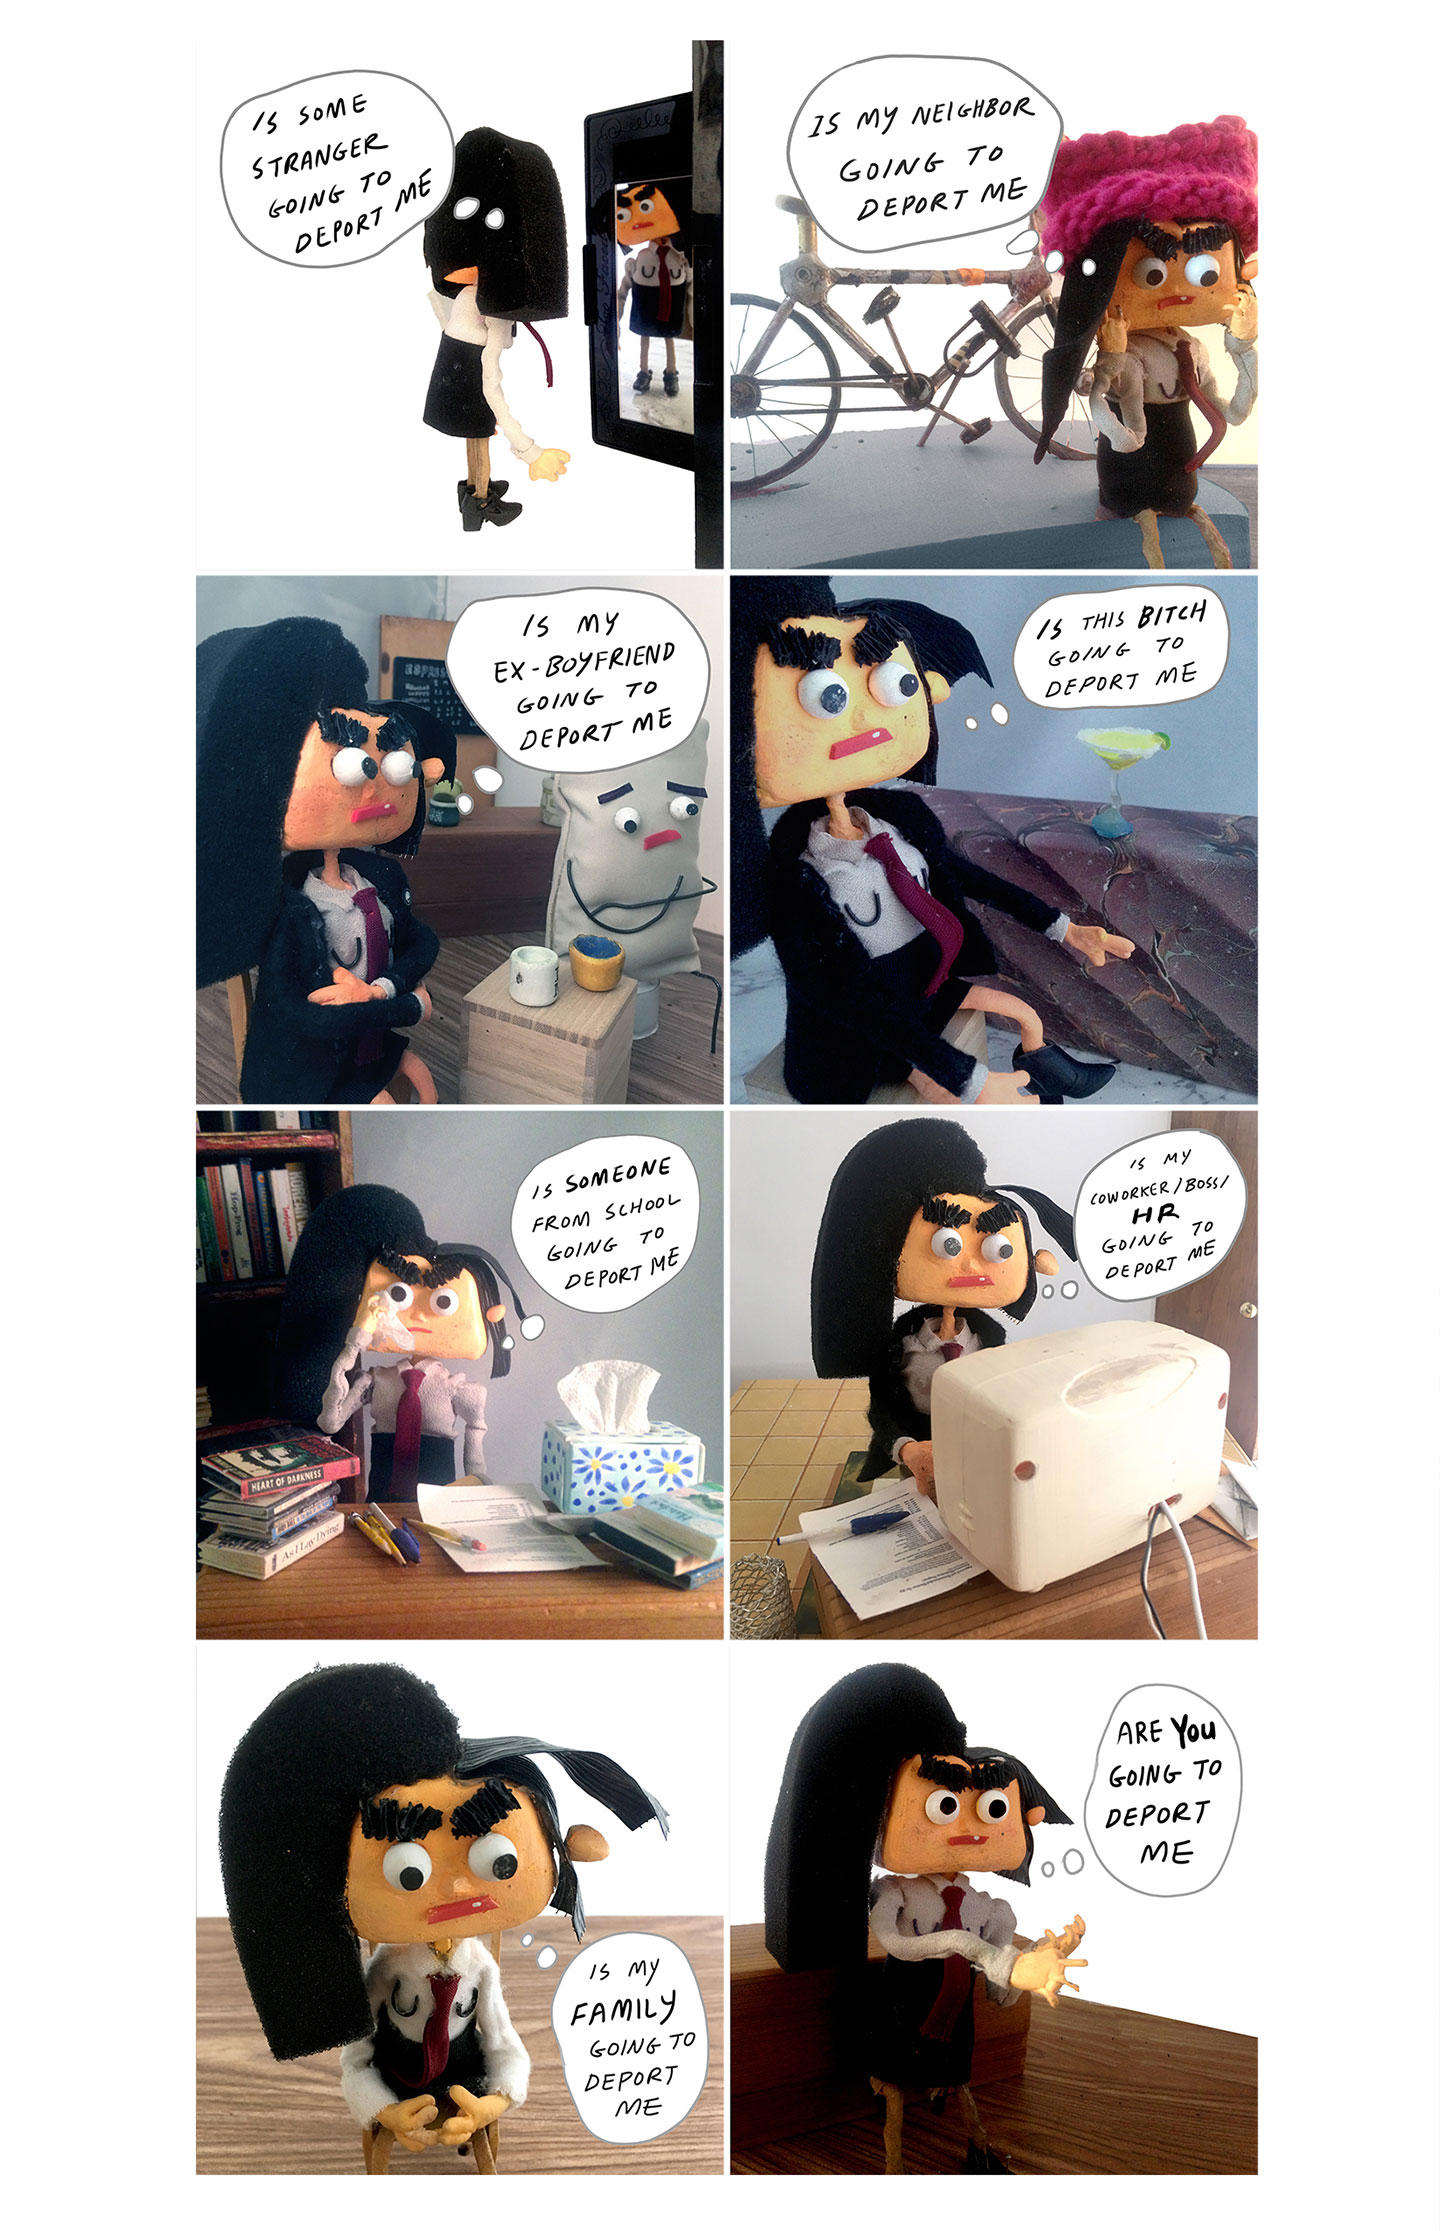 IS SOME
STRANGER
GOING TO
DEPORT ME
IS MY NEIGHBOR
GOING TO
DEPORT ME
IS MY
EX-BOYFRIEND
GOING TO
DEPORT ME
IS THIS BITCH
GOING TO
DEPORT ME
IS SOMEONE
FROM SCHOOL
GOING TO
DEPORT ME
HEART OF DARKNESS
As I Lay Dying
IS MY
COWORKER/BOSS/
HR
GOING TO
DEPORT ME
IS MY
FAMILY
GOING TO
DEPORT
ME
ARE YOU
GOING TO
DEPORT
ME